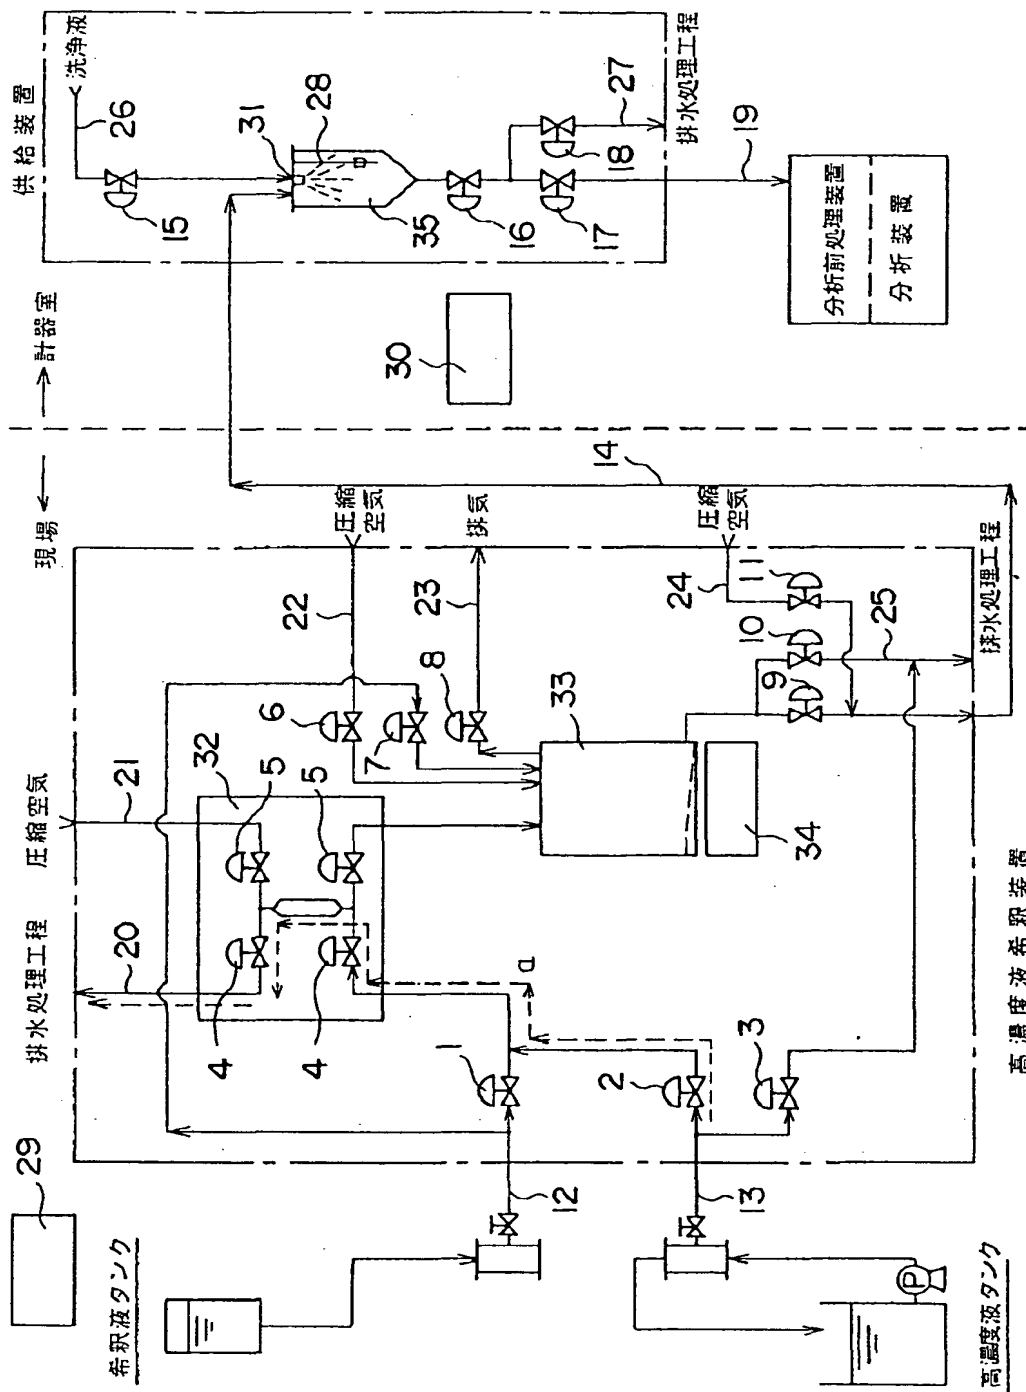 供給装置
洗浄液
26
15
31
28
35
16
17
18
27
排水処理工程
19
分析前処理装置
分析装置
30
計器室
現場
14
圧縮空気
22
排気
23
圧縮空気
24
11
10
9
25
排水処理工程
6
7
8
33
34
32
5
5
21
圧縮空気
排水処理工程
20
4
4
a
1
2
3
高濃度液希釈装置
29
希釈液タンク
12
13
P
高濃度液タンク